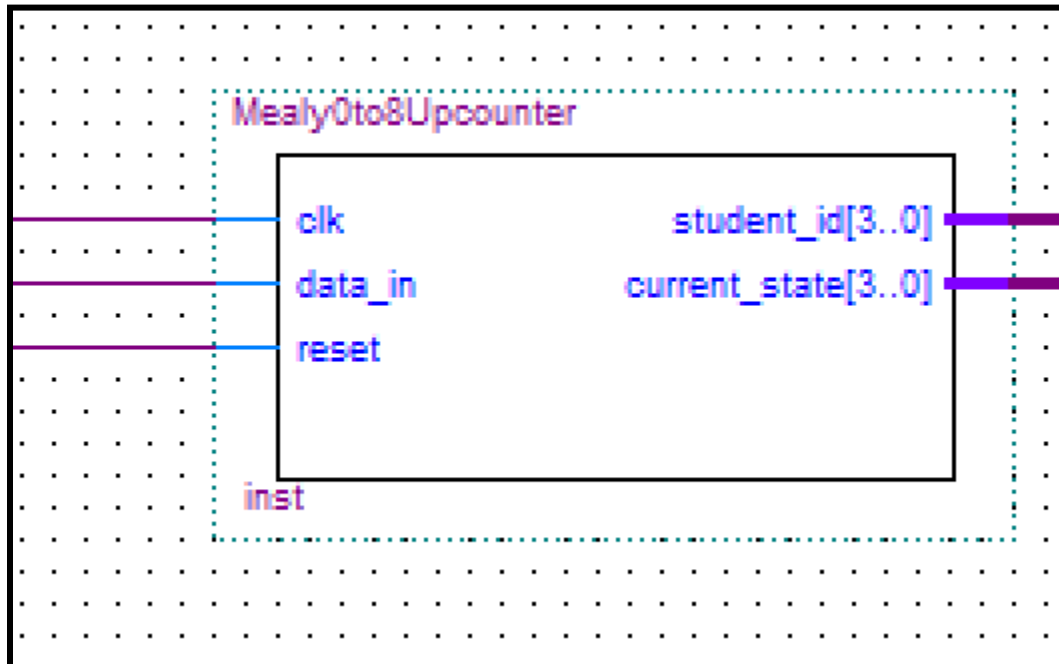 Mealy0to8Upcounter
clk student_id[3..0]
data_in current_state[3..0]
reset
inst